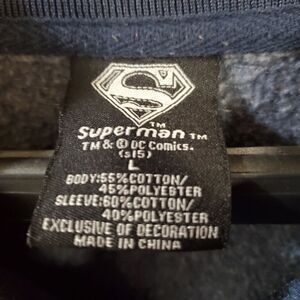 S
TM
Superman TM
TM & © DC Comics.
(S15)
L
BODY:55%COTTON/
45%POLYESTER
SLEEVE:60%COTTON/
40%POLYESTER
EXCLUSIVE OF DECORATION
MADE IN CHINA